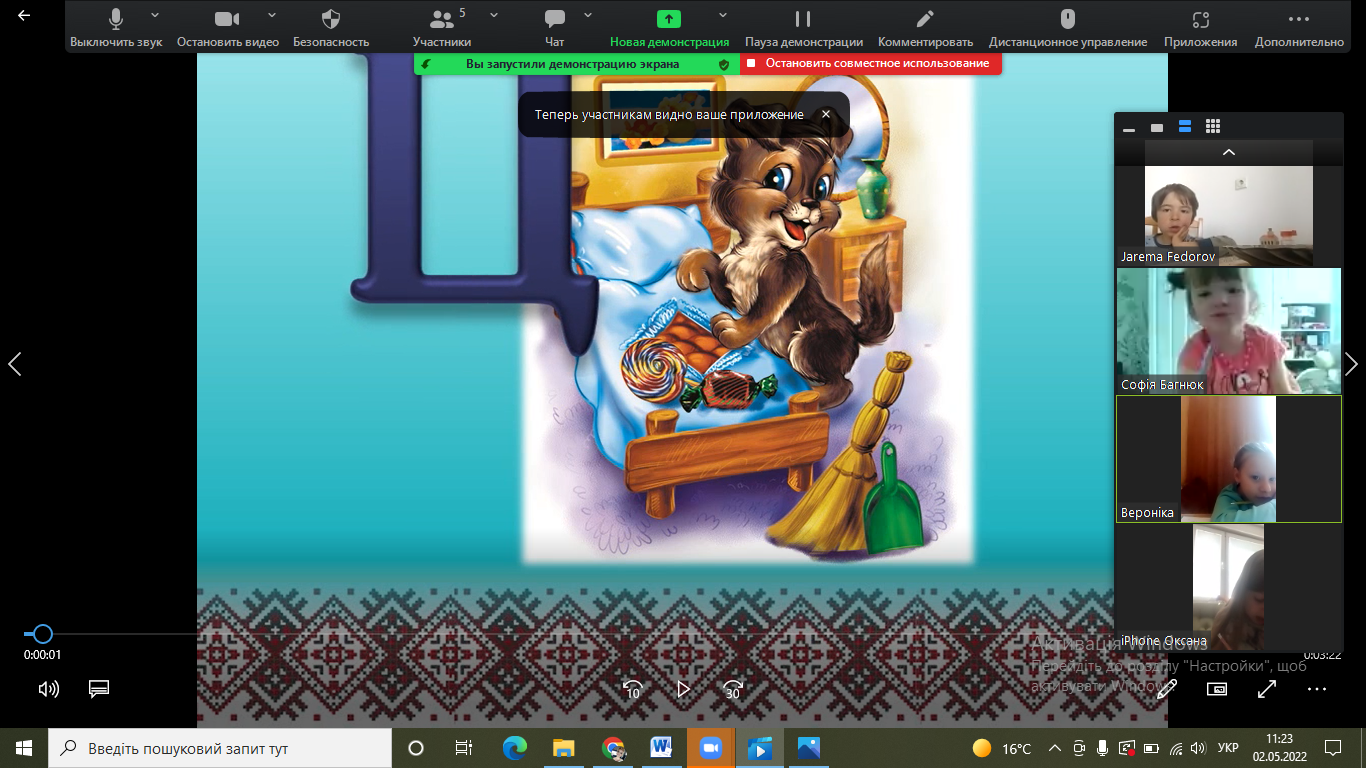 5
Выключить звук
Остановить видео
Безопасность
Участники
Чат
Новая демонстрация
Пауза демонстрации
Комментировать
Дистанционное управление
Приложения
Дополнительно
Вы запустили демонстрацию экрана
Остановить совместное использование
Теперь участникам видно ваше приложение
Ц
Jarema Fedorov
Софія Багнюк
Вероніка
iPhone Оксана
0:00:01
0:03:22
Активація Windows
Перейдіть до розділу "Настройки", щоб
активувати Windows
10
30
Введіть пошуковий запит тут
16°C
УКР
11:23
02.05.2022